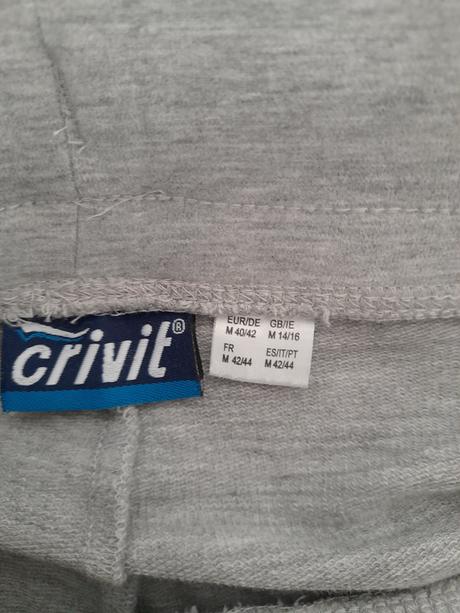 crivit®
EUR/DE GB/IE
M 40/42 M 14/16
FR ES/IT/PT
M 42/44 M 42/44